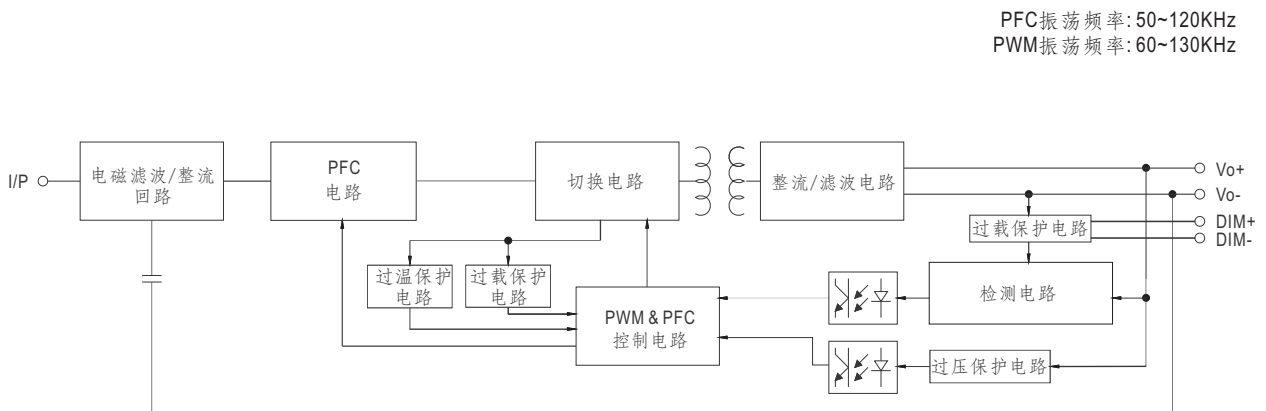 PFC振荡频率: 50~120KHz
PWM振荡频率: 60~130KHz
I/P
电磁滤波/整流
回路
PFC
电路
切换电路
整流/滤波电路
Vo+
Vo-
DIM+
DIM-
过载保护电路
过温保护
电路
过载保护
电路
PWM & PFC
控制电路
检测电路
过压保护电路